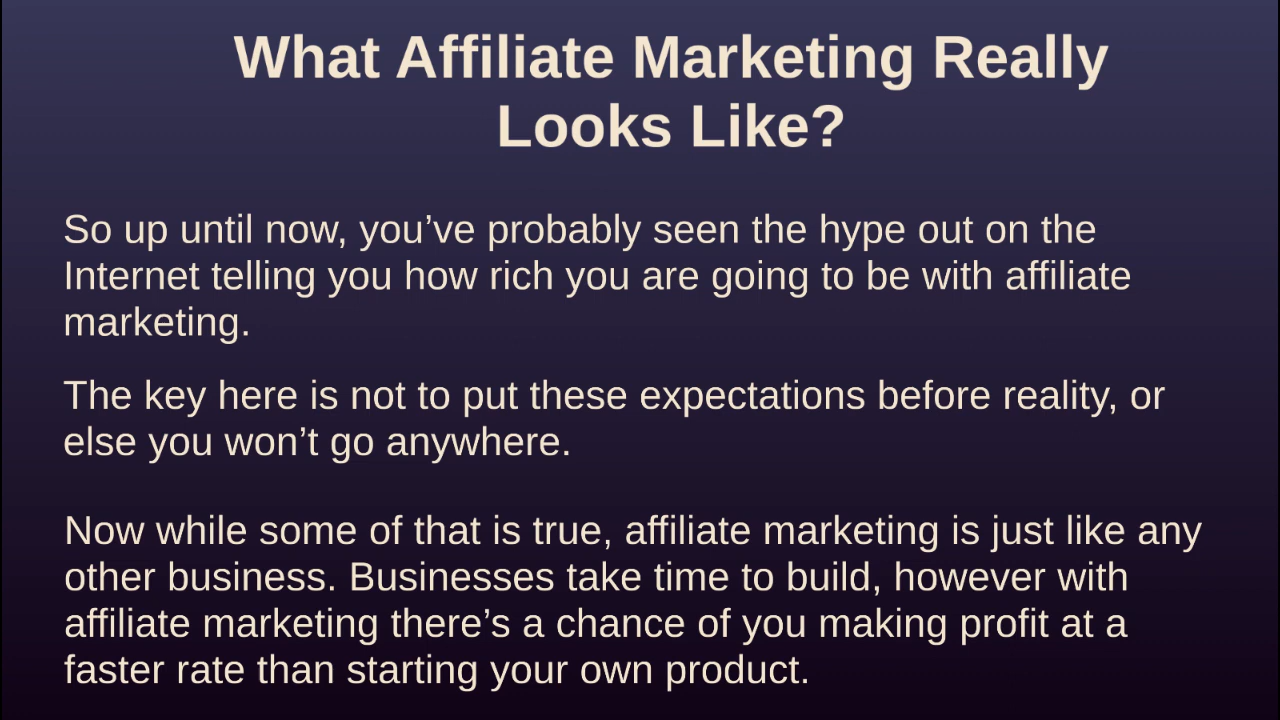 What Affiliate Marketing Really
Looks Like?
So up until now, you’ve probably seen the hype out on the
Internet telling you how rich you are going to be with affiliate
marketing.
The key here is not to put these expectations before reality, or
else you won’t go anywhere.
Now while some of that is true, affiliate marketing is just like any
other business. Businesses take time to build, however with
affiliate marketing there’s a chance of you making profit at a
faster rate than starting your own product.